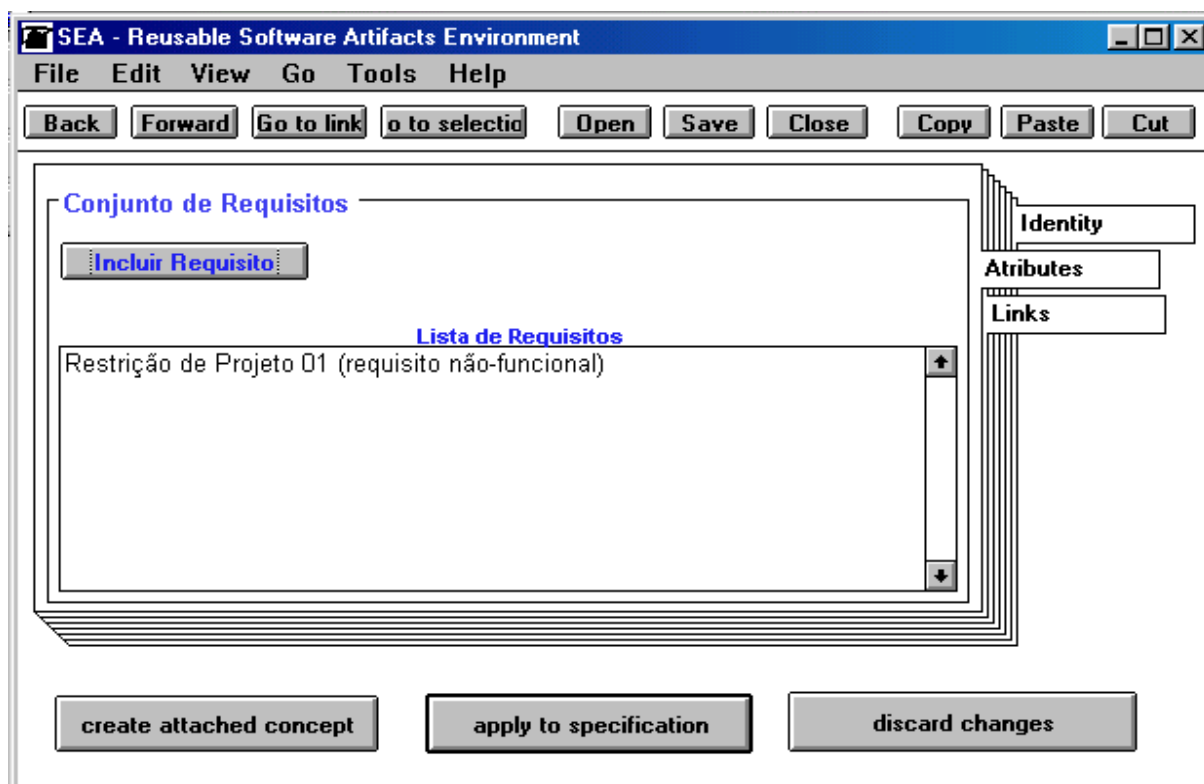 SEA - Reusable Software Artifacts Environment
File Edit View Go Tools Help
Back Forward Go to link o to selectio Open Save Close Copy Paste Cut
Conjunto de Requisitos
Identity
Incluir Requisito
Atributes
Links
Lista de Requisitos
Restrição de Projeto 01 (requisito não-funcional)
create attached concept apply to specification discard changes